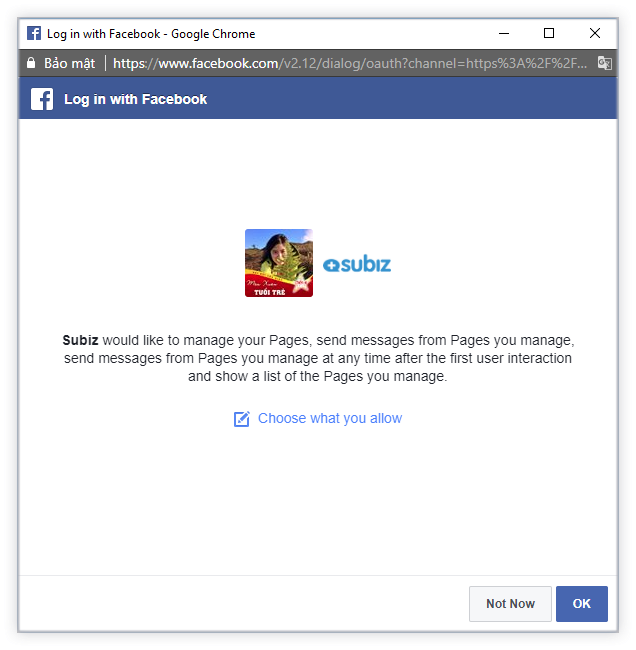 Log in with Facebook - Google Chrome
Bảo mật | https://www.facebook.com/v2.12/dialog/oauth?channel=https%3A%2F%2F...
Log in with Facebook
subiz
TUỔI TRẺ
Subiz would like to manage your Pages, send messages from Pages you manage,
send messages from Pages you manage at any time after the first user interaction
and show a list of the Pages you manage.
Choose what you allow
Not Now
OK